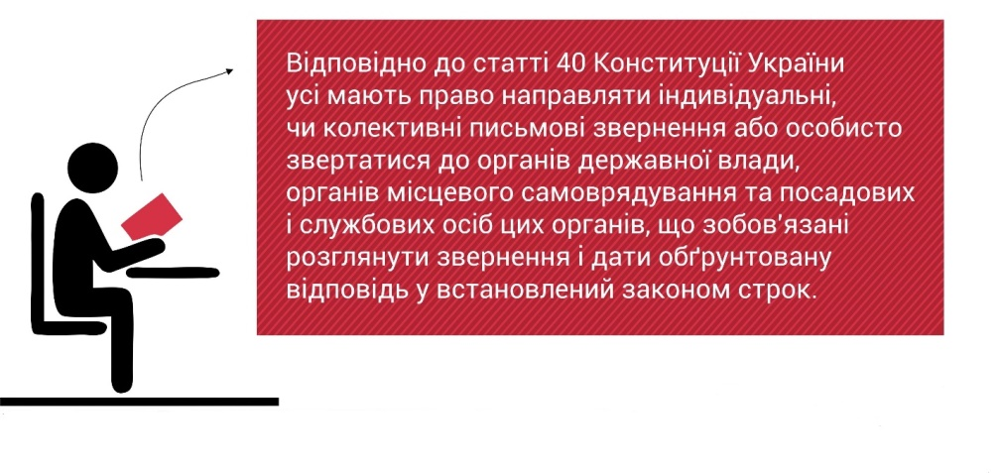 Відповідно до статті 40 Конституції України
усі мають право направляти індивідуальні,
чи колективні письмові звернення або особисто
звертатися до органів державної влади,
органів місцевого самоврядування та посадових
і службових осіб цих органів, що зобов'язані
розглянути звернення і дати обґрунтовану
відповідь у встановлений законом строк.